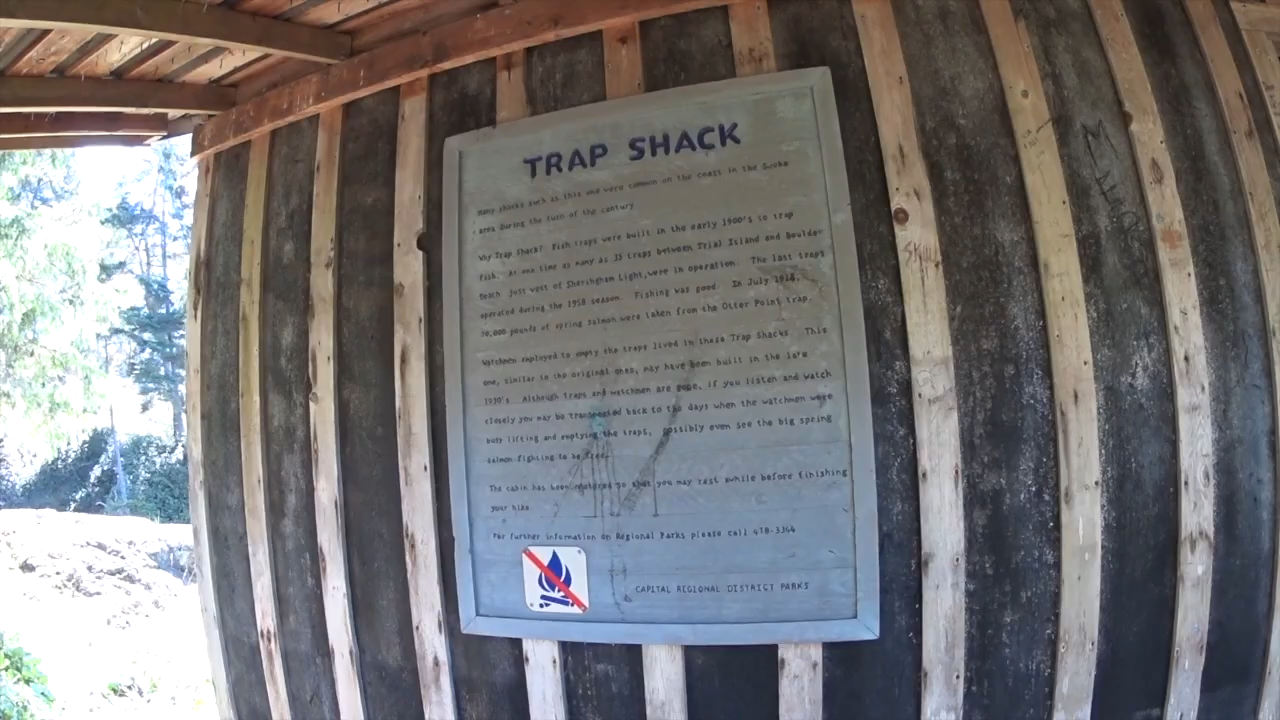 TRAP SHACK
Many shacks such as this one were common on the coast in the Sooke
area during the turn of the century
Why Trap Shack? Fish traps were built in the early 1900's to trap
fish. At one time as many as 35 traps between Trial Island and Boulder
Beach just west of Sheringham Light, were in operation. The last traps
operated during the 1958 season. Fishing was good. In July 1918,
70,000 pounds of spring salmon were taken from the Otter Point trap.
Watchmen employed to empty the traps lived in these Trap Shacks. This
one, similar to the original ones, may have been built in the late
1930's. Although traps and watchmen are gone, if you listen and watch
closely you may be transported back to the days when the watchmen were
busy lifting and emptying the traps, possibly even see the big spring
salmon fighting to be free.
The cabin has been restored so that you may rest awhile before finishing
your hike.
For further information on Regional Parks please call 478-3344
CAPITAL REGIONAL DISTRICT PARKS